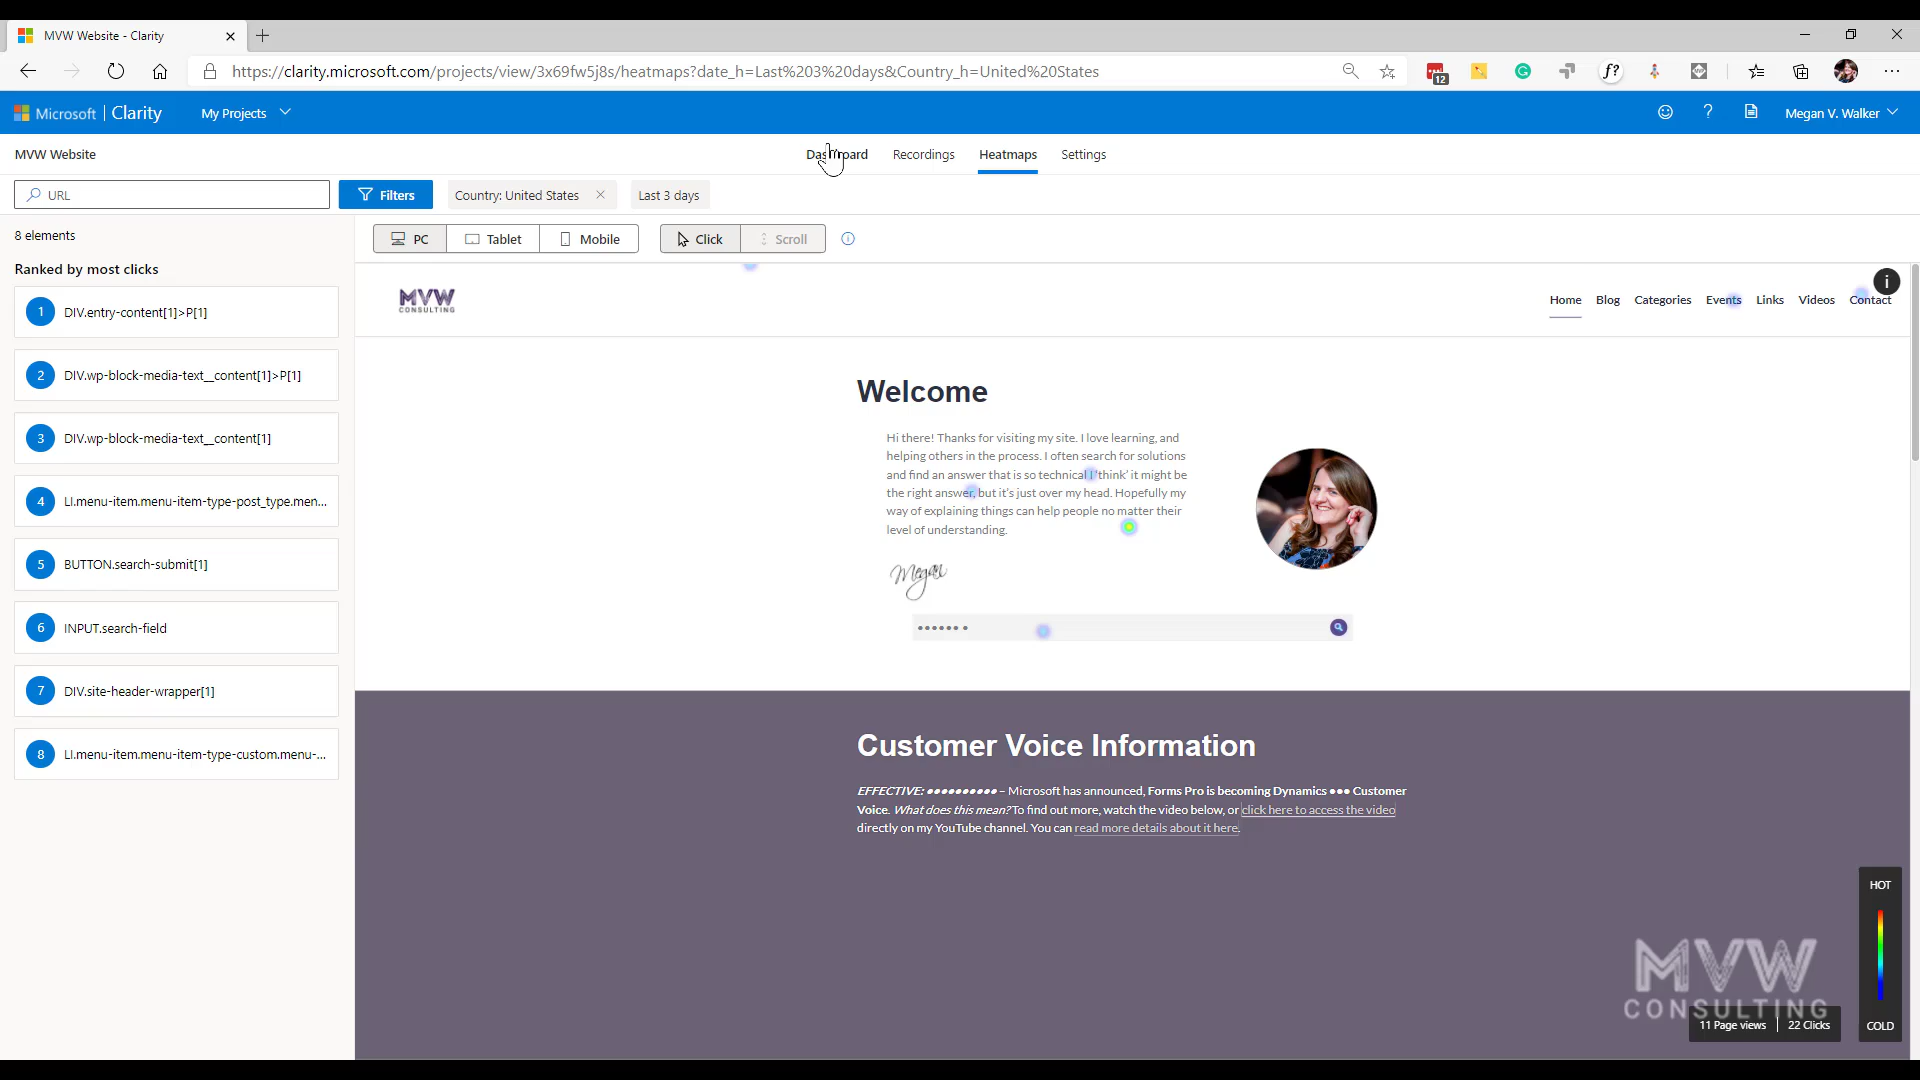 MVW Website - Clarity
https://clarity.microsoft.com/projects/view/3x69fw5j8s/heatmaps?date_h=Last%203%20days&Country_h=United%20States
12
f?
Microsoft | Clarity
My Projects
?
Megan V. Walker
MVW Website
Dashboard
Recordings
Heatmaps
Settings
URL
Filters
Country: United States
Last 3 days
8 elements
PC
Tablet
Mobile
Click
Scroll
Ranked by most clicks
1 DIV.entry-content[1]>P[1]
2 DIV.wp-block-media-text__content[1]>P[1]
3 DIV.wp-block-media-text__content[1]
4 LI.menu-item.menu-item-type-post_type.men...
5 BUTTON.search-submit[1]
6 INPUT.search-field
7 DIV.site-header-wrapper[1]
8 LI.menu-item.menu-item-type-custom.menu-...
MVW
CONSULTING
Home
Blog
Categories
Events
Links
Videos
Contact
i
Welcome
Hi there! Thanks for visiting my site. I love learning, and
helping others in the process. I often search for solutions
and find an answer that is so technical I 'think' it might be
the right answer, but it's just over my head. Hopefully my
way of explaining things can help people no matter their
level of understanding.
Megan
Customer Voice Information
EFFECTIVE: •••••••••• – Microsoft has announced, Forms Pro is becoming Dynamics ••• Customer
Voice. What does this mean? To find out more, watch the video below, or click here to access the video
directly on my YouTube channel. You can read more details about it here.
HOT
COLD
MVW
CONSULTING
11 Page views | 22 Clicks